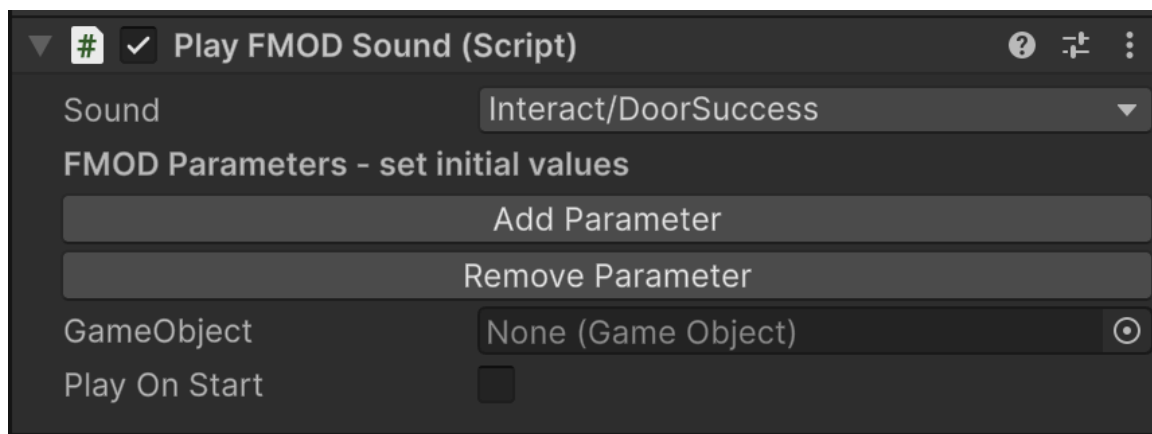 # Play FMOD Sound (Script)
Sound Interact/DoorSuccess
FMOD Parameters - set initial values
Add Parameter
Remove Parameter
GameObject None (Game Object)
Play On Start